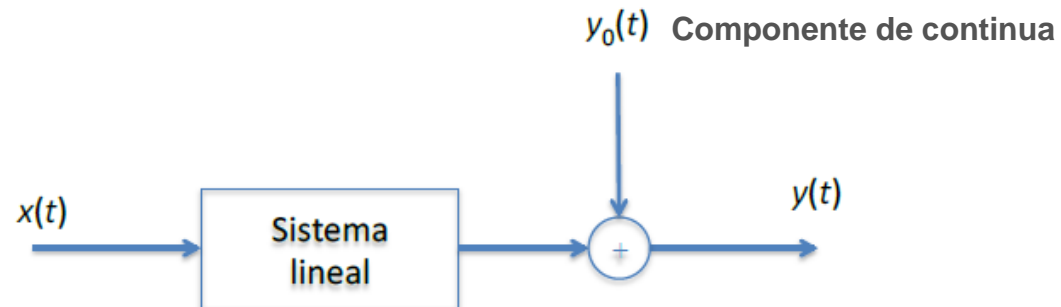 y₀(t) Componente de continua
x(t)
Sistema
lineal
+
y(t)